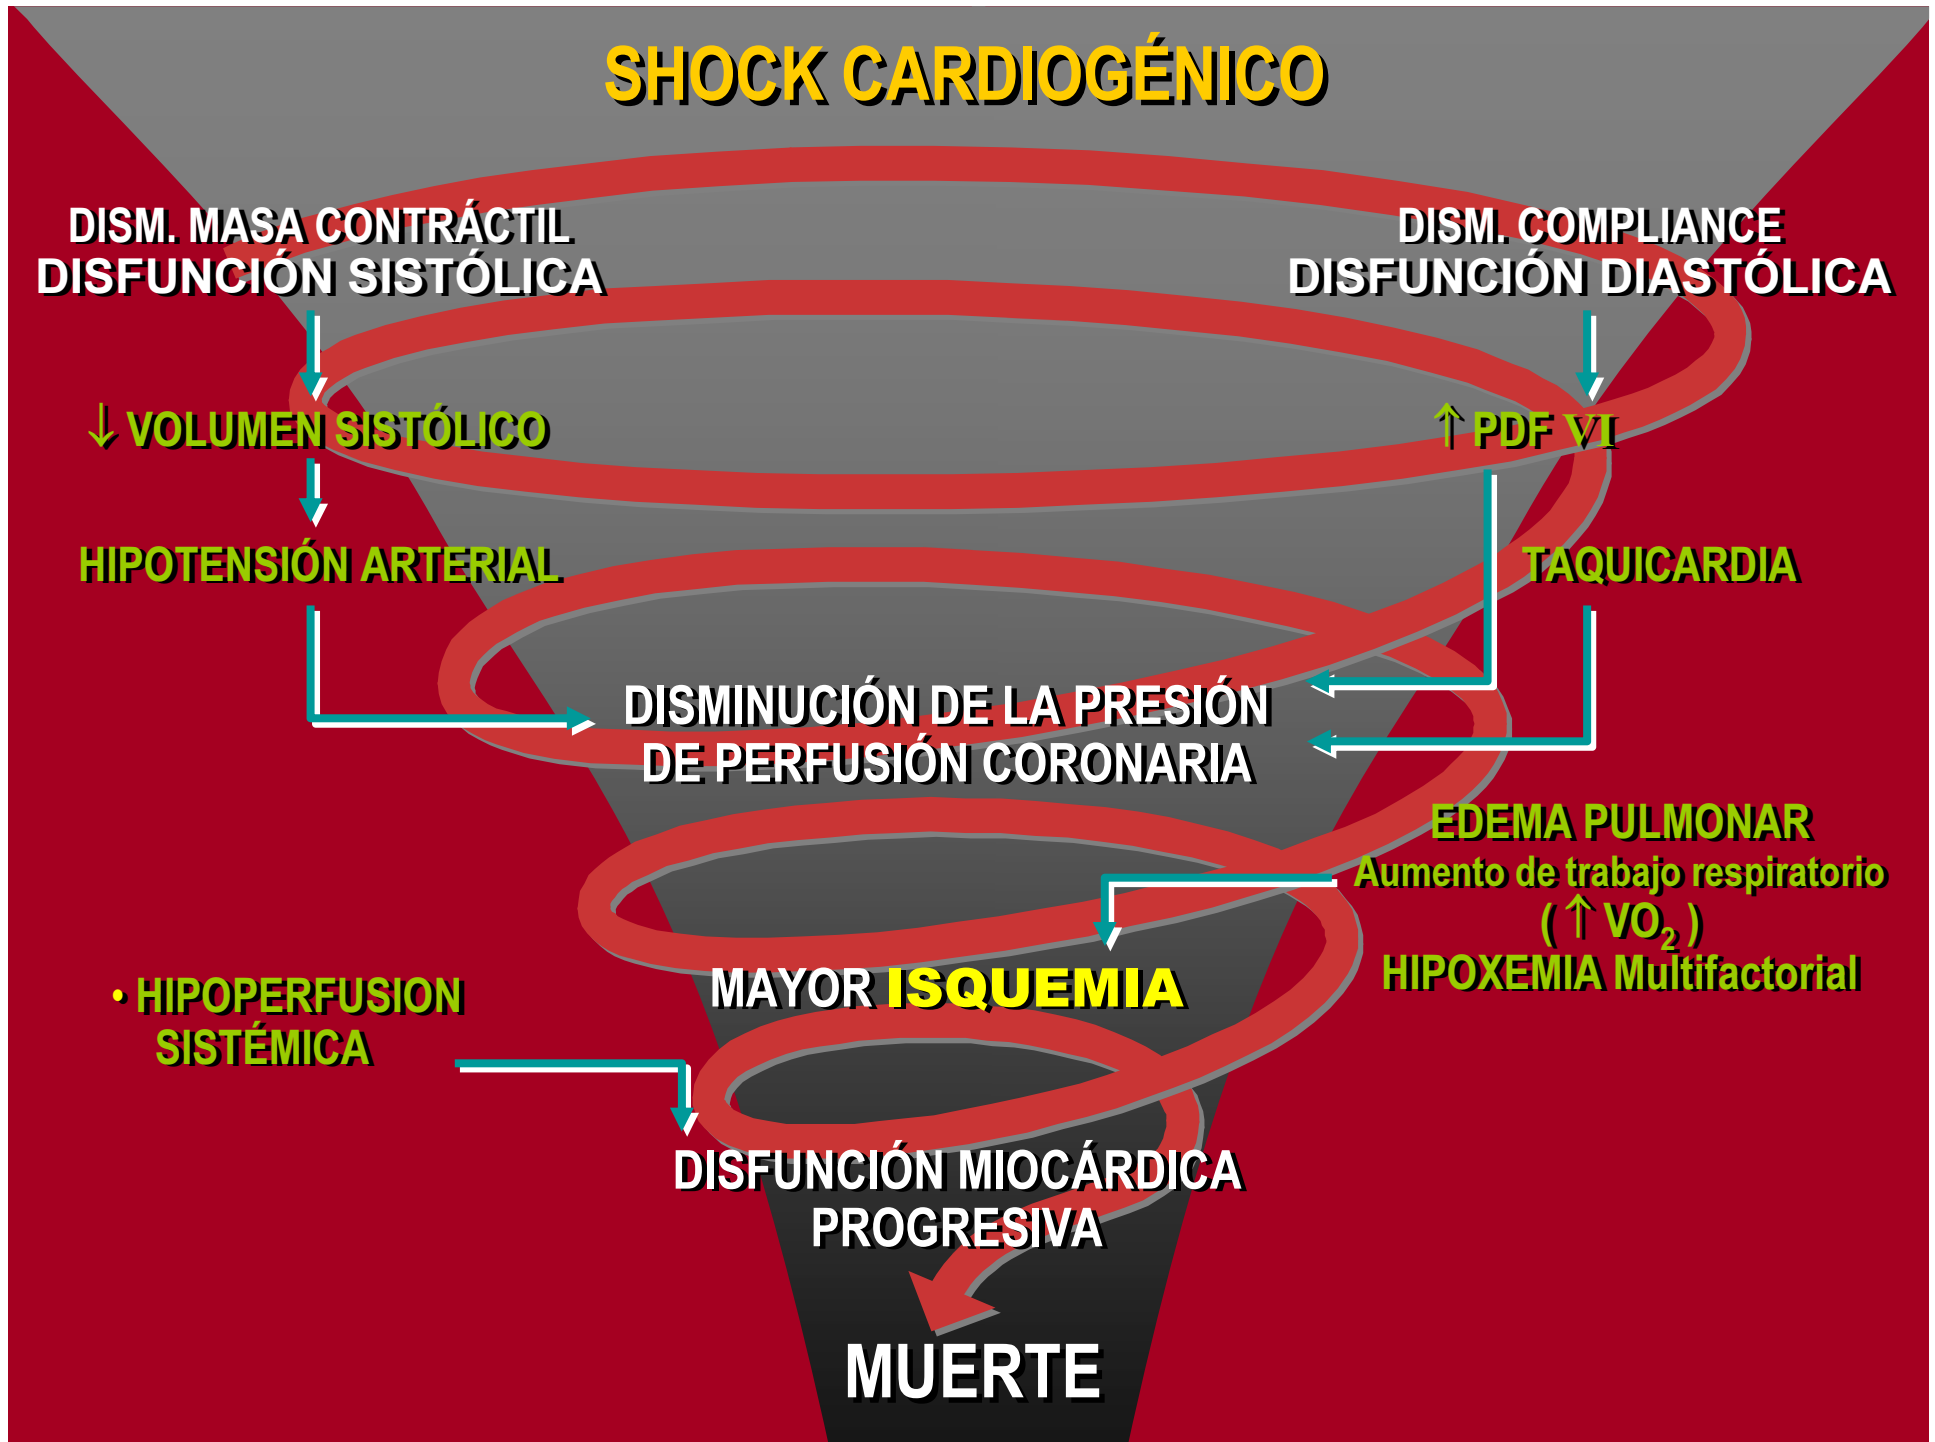 SHOCK CARDIOGÉNICO
DISM. MASA CONTRÁCTIL
DISFUNCIÓN SISTÓLICA
DISM. COMPLIANCE
DISFUNCIÓN DIASTÓLICA
↓ VOLUMEN SISTÓLICO
↑ PDF VI
HIPOTENSIÓN ARTERIAL
TAQUICARDIA
DISMINUCIÓN DE LA PRESIÓN
DE PERFUSIÓN CORONARIA
EDEMA PULMONAR
Aumento de trabajo respiratorio
( ↑ VO₂ )
HIPOXEMIA Multifactorial
MAYOR ISQUEMIA
• HIPOPERFUSION
SISTÉMICA
DISFUNCIÓN MIOCÁRDICA
PROGRESIVA
MUERTE